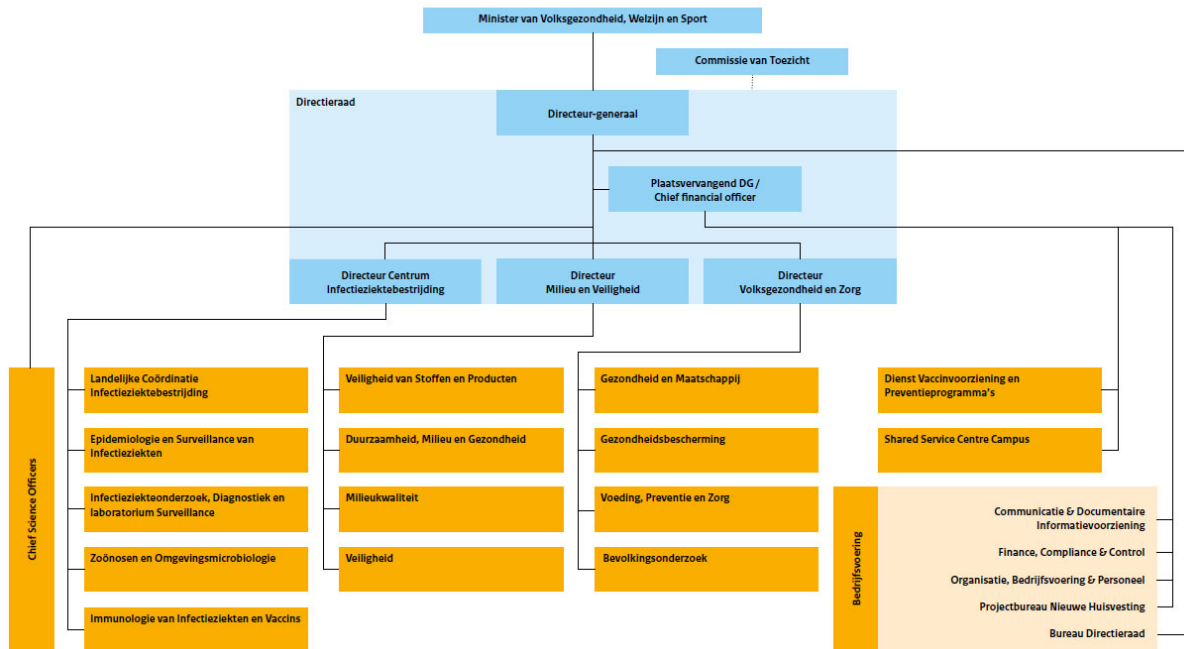 Minister van Volksgezondheid, Welzijn en Sport
Commissie van Toezicht
Directieraad
Directeur-generaal
Plaatsvervangend DG /
Chief financial officer
Directeur Centrum
Infectieziektebestrijding
Directeur
Milieu en Veiligheid
Directeur
Volksgezondheid en Zorg
Chief Science Officers
Landelijke Coördinatie
Infectieziektebestrijding
Epidemiologie en Surveillance van
Infectieziekten
Infectieziekteonderzoek, Diagnostiek en
laboratorium Surveillance
Zoönosen en Omgevingsmicrobiologie
Immunologie van Infectieziekten en Vaccins
Veiligheid van Stoffen en Producten
Duurzaamheid, Milieu en Gezondheid
Milieukwaliteit
Veiligheid
Gezondheid en Maatschappij
Gezondheidsbescherming
Voeding, Preventie en Zorg
Bevolkingsonderzoek
Dienst Vaccinvoorziening en
Preventieprogramma's
Shared Service Centre Campus
Bedrijfsvoering
Communicatie & Documentaire
Informatievoorziening
Finance, Compliance & Control
Organisatie, Bedrijfsvoering & Personeel
Projectbureau Nieuwe Huisvesting
Bureau Directieraad